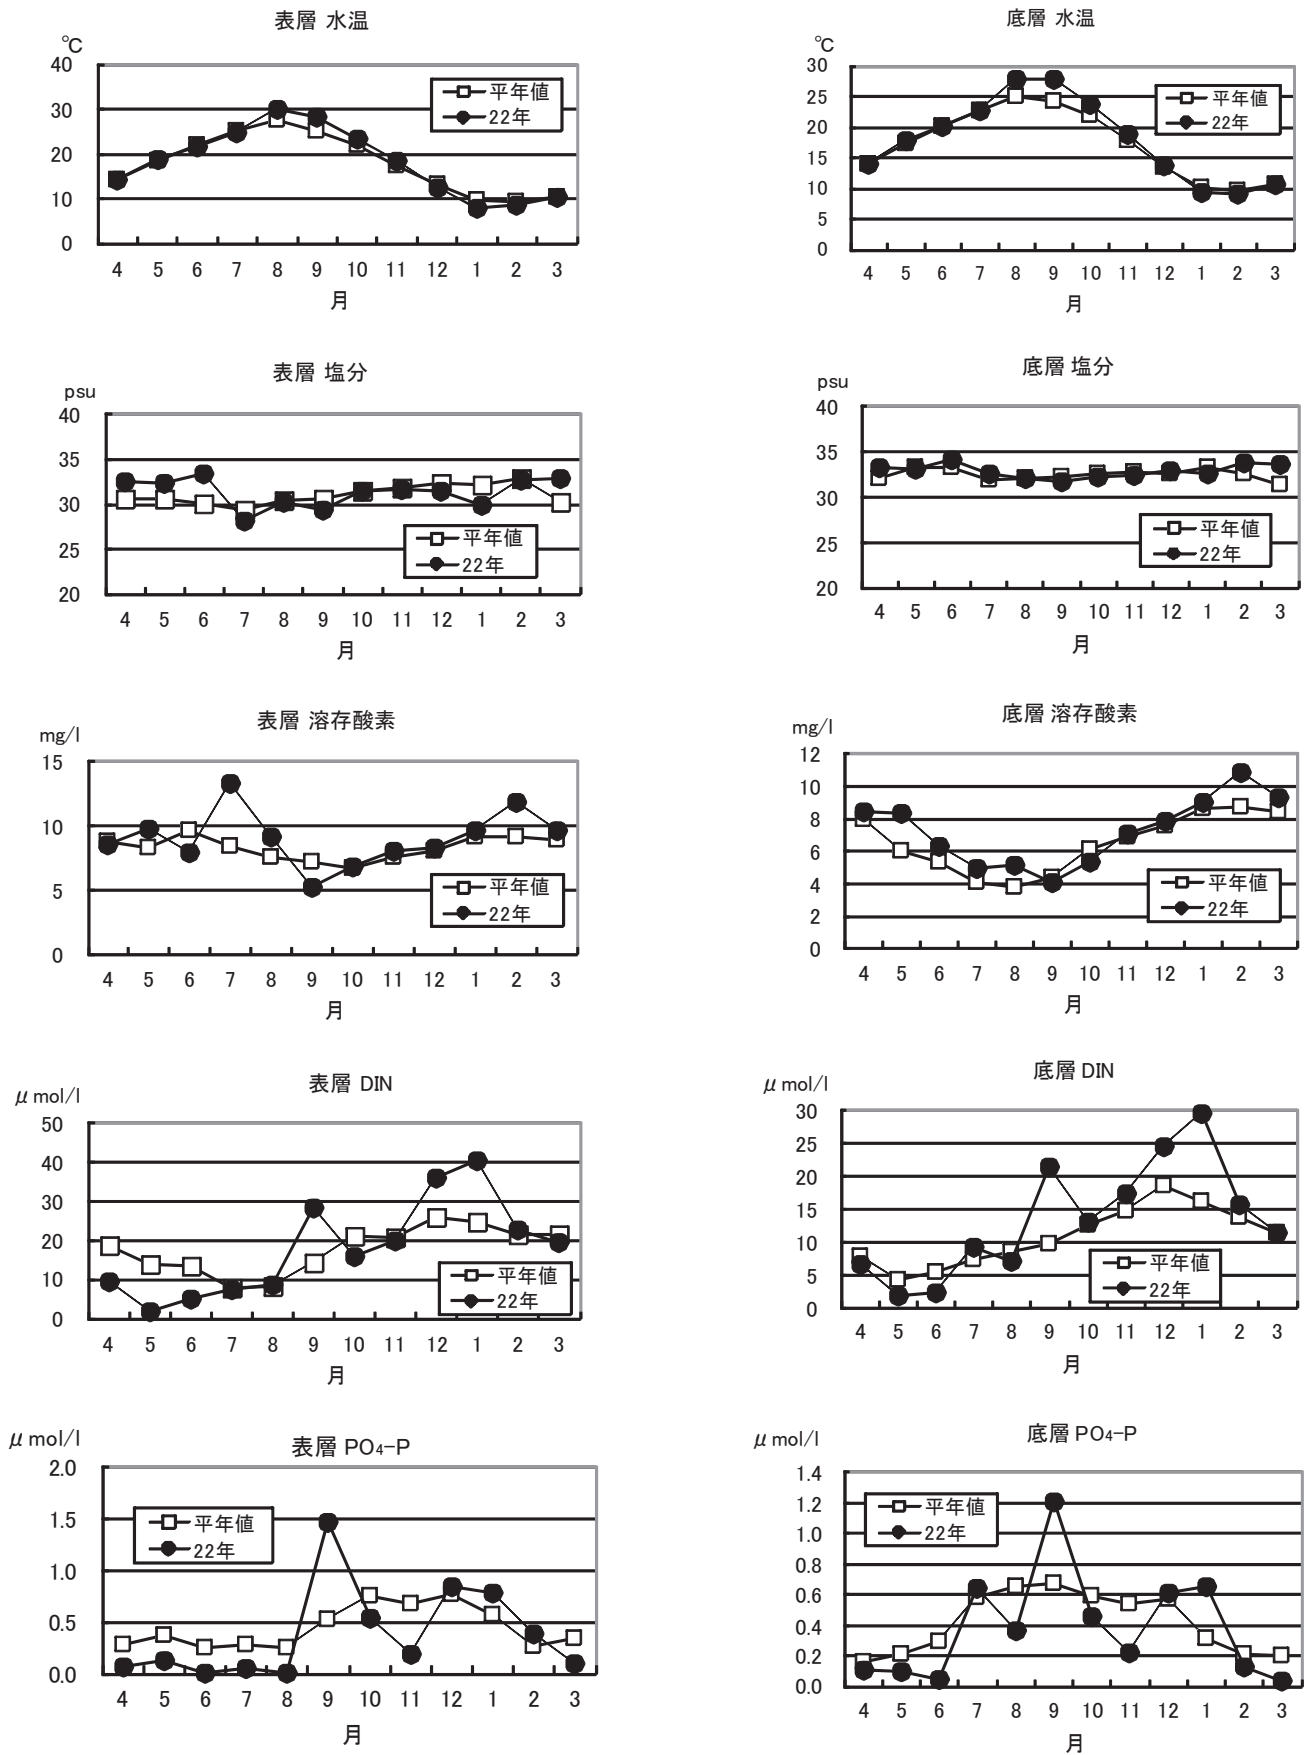 表層 水温
℃
40
30
20
10
0
平年値
22年
4 5 6 7 8 9 10 11 12 1 2 3
月
底層 水温
℃
30
25
20
15
10
5
0
平年値
22年
4 5 6 7 8 9 10 11 12 1 2 3
月
表層 塩分
psu
40
35
30
25
20
平年値
22年
4 5 6 7 8 9 10 11 12 1 2 3
月
底層 塩分
psu
40
35
30
25
20
平年値
22年
4 5 6 7 8 9 10 11 12 1 2 3
月
表層 溶存酸素
mg/l
15
10
5
0
平年値
22年
4 5 6 7 8 9 10 11 12 1 2 3
月
底層 溶存酸素
mg/l
12
10
8
6
4
2
0
平年値
22年
4 5 6 7 8 9 10 11 12 1 2 3
月
表層 DIN
μ mol/l
50
40
30
20
10
0
平年値
22年
4 5 6 7 8 9 10 11 12 1 2 3
月
底層 DIN
μ mol/l
30
25
20
15
10
5
0
平年値
22年
4 5 6 7 8 9 10 11 12 1 2 3
月
表層 PO₄-P
μ mol/l
2.0
1.5
1.0
0.5
0.0
平年値
22年
4 5 6 7 8 9 10 11 12 1 2 3
月
底層 PO₄-P
μ mol/l
1.4
1.2
1.0
0.8
0.6
0.4
0.2
0.0
平年値
22年
4 5 6 7 8 9 10 11 12 1 2 3
月